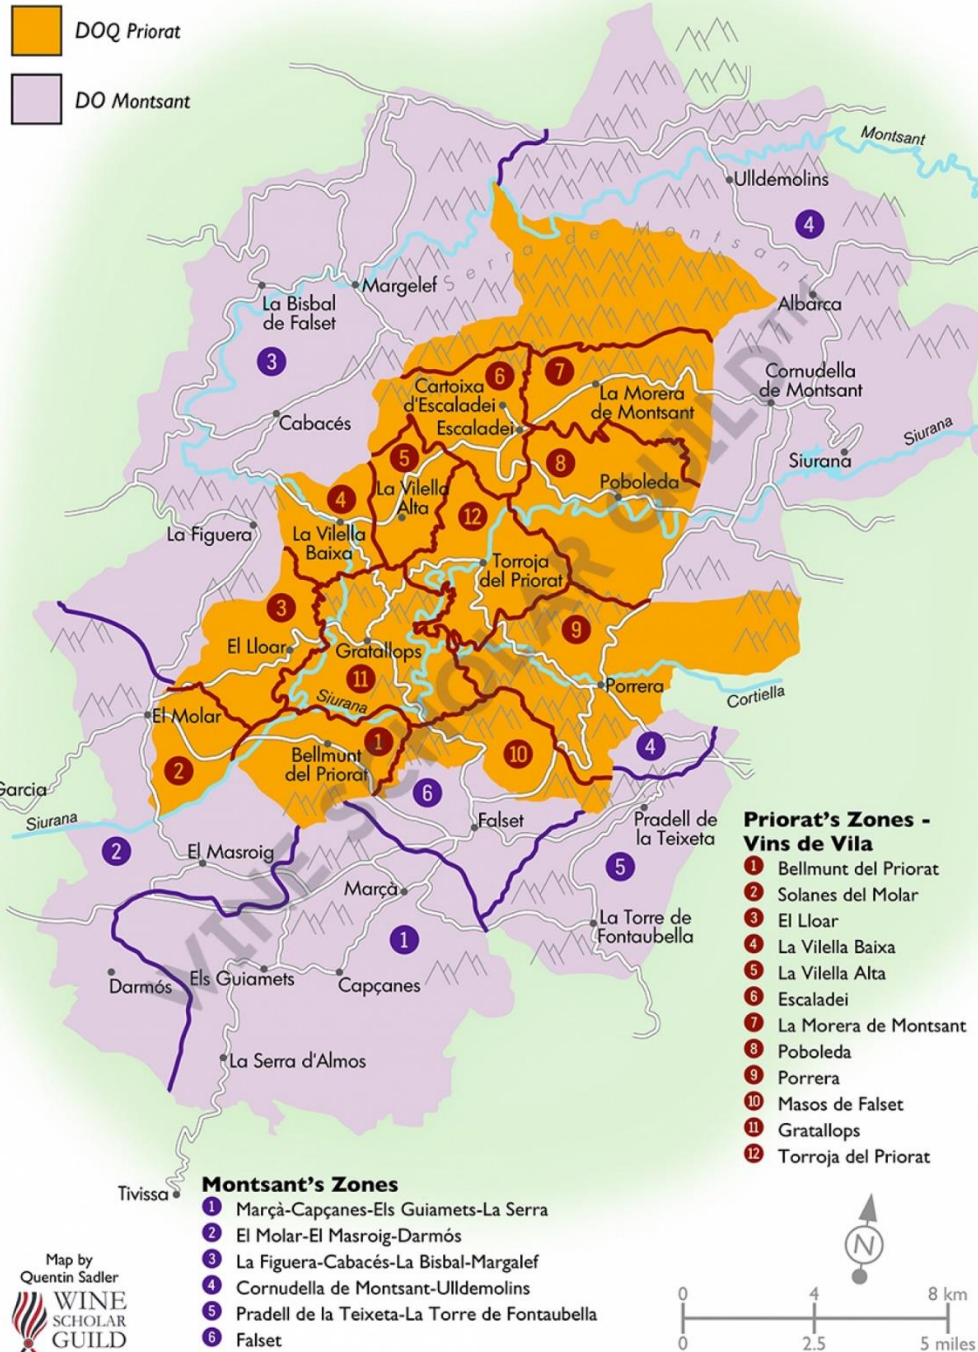 DOQ Priorat
DO Montsant
Montsant
Ulldemolins
4
Serra de Montsant
Margelef
La Bisbal
de Falset
Albarca
3
6
7
Cartoixa
d'Escaladei
La Morera
de Montsant
Cornudella
de Montsant
Cabacés
Escaladei
Siurana
5
8
Siurana
4
La Vilella
Alta
Poboleda
12
La Figuera
La Vilella
Baixa
Torroja
del Priorat
3
9
El Lloar
Gratallops
11
Porrera
Siurana
Cortiella
El Molar
1
10
4
Bellmunt
del Priorat
2
6
Garcia
Siurana
Falset
Pradell de
la Teixeta
2
El Masroig
5
Marçà
La Torre de
Fontaubella
1
Darmós
Els Guiamets
Capçanes
La Serra d'Almos
Tivissa
WINE SCHOLAR GUILD™
Priorat's Zones -
Vins de Vila
1 Bellmunt del Priorat
2 Solanes del Molar
3 El Lloar
4 La Vilella Baixa
5 La Vilella Alta
6 Escaladei
7 La Morera de Montsant
8 Poboleda
9 Porrera
10 Masos de Falset
11 Gratallops
12 Torroja del Priorat
Montsant's Zones
1 Marçà-Capçanes-Els Guiamets-La Serra
2 El Molar-El Masroig-Darmós
3 La Figuera-Cabacés-La Bisbal-Margalef
4 Cornudella de Montsant-Ulldemolins
5 Pradell de la Teixeta-La Torre de Fontaubella
6 Falset
Map by
Quentin Sadler
WINE
SCHOLAR
GUILD
N
0 4 8 km
0 2.5 5 miles